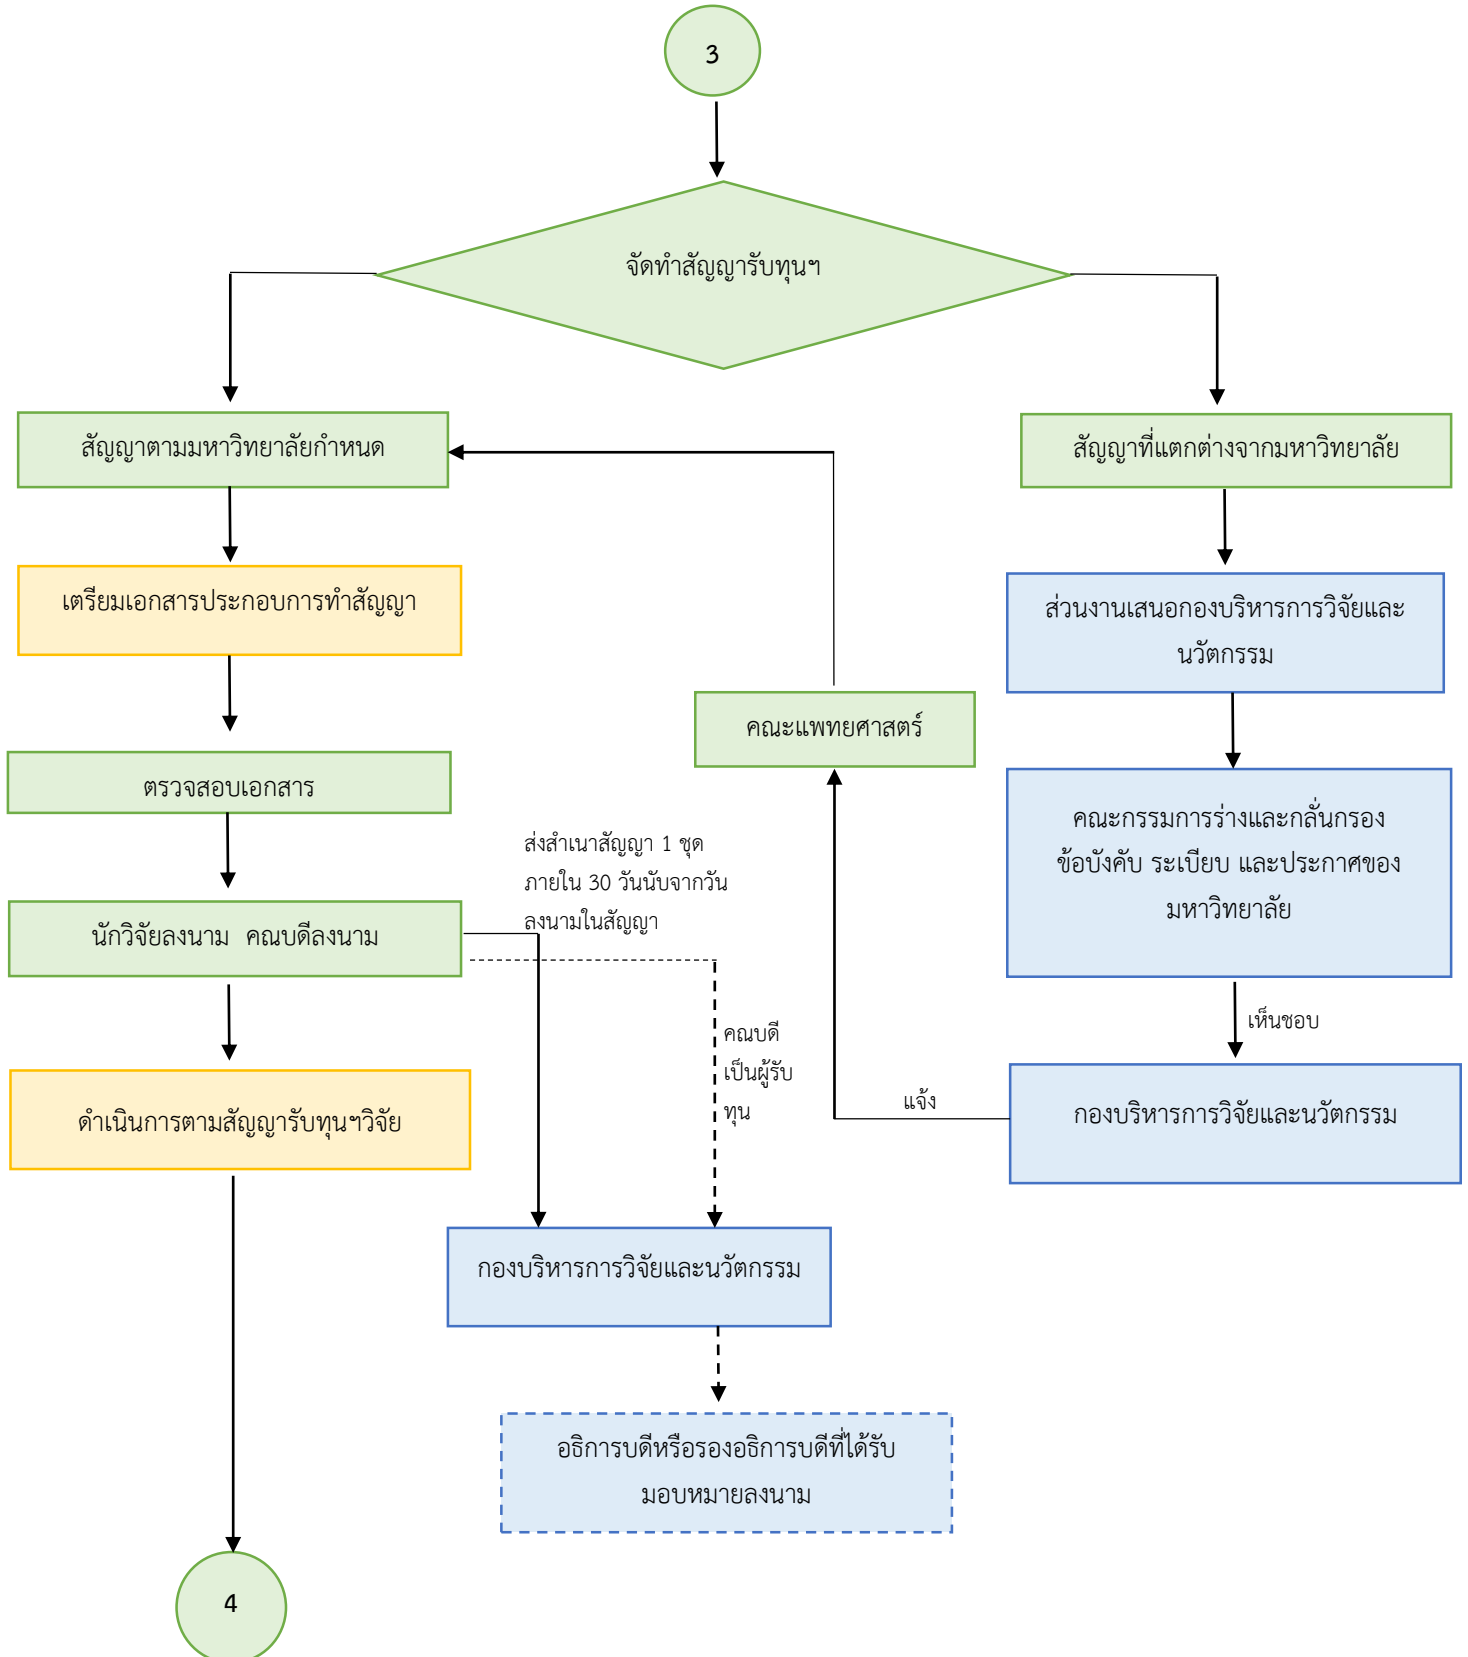 3
จัดทำสัญญารับทุนฯ
สัญญาตามมหาวิทยาลัยกำหนด
สัญญาที่แตกต่างจากมหาวิทยาลัย
เตรียมเอกสารประกอบการทำสัญญา
ส่วนงานเสนอกองบริหารการวิจัยและ
นวัตกรรม
คณะแพทยศาสตร์
ตรวจสอบเอกสาร
คณะกรรมการร่างและกลั่นกรอง
ข้อบังคับ ระเบียบ และประกาศของ
มหาวิทยาลัย
ส่งสำเนาสัญญา 1 ชุด
ภายใน 30 วันนับจากวัน
ลงนามในสัญญา
นักวิจัยลงนาม  คณบดีลงนาม
เห็นชอบ
คณบดี
เป็นผู้รับ
ทุน
แจ้ง
กองบริหารการวิจัยและนวัตกรรม
ดำเนินการตามสัญญารับทุนฯวิจัย
กองบริหารการวิจัยและนวัตกรรม
อธิการบดีหรือรองอธิการบดีที่ได้รับ
มอบหมายลงนาม
4